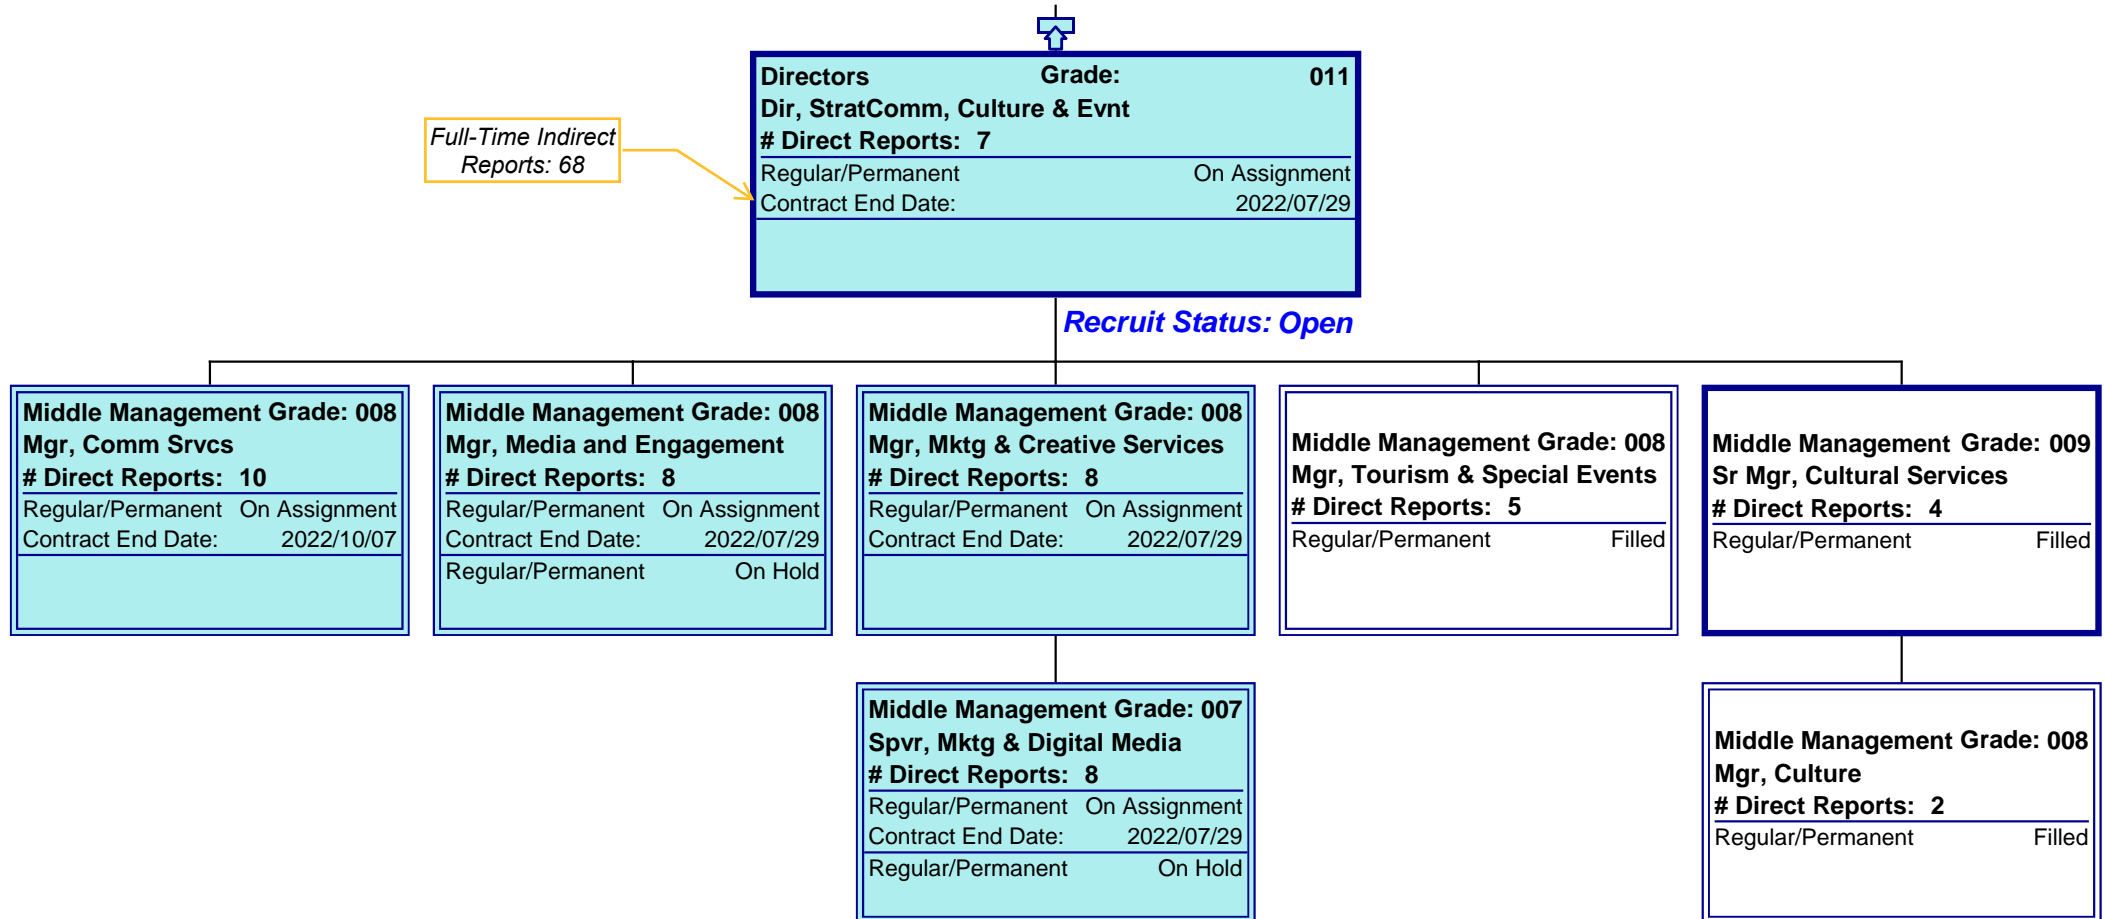 Directors Grade: 011
Dir, StratComm, Culture & Evnt
# Direct Reports: 7
Regular/Permanent On Assignment
Contract End Date: 2022/07/29
Full-Time Indirect
Reports: 68
Recruit Status: Open
Middle Management Grade: 008
Mgr, Comm Srvcs
# Direct Reports: 10
Regular/Permanent On Assignment
Contract End Date: 2022/10/07
Middle Management Grade: 008
Mgr, Media and Engagement
# Direct Reports: 8
Regular/Permanent On Assignment
Contract End Date: 2022/07/29
Regular/Permanent On Hold
Middle Management Grade: 008
Mgr, Mktg & Creative Services
# Direct Reports: 8
Regular/Permanent On Assignment
Contract End Date: 2022/07/29
Middle Management Grade: 008
Mgr, Tourism & Special Events
# Direct Reports: 5
Regular/Permanent Filled
Middle Management Grade: 009
Sr Mgr, Cultural Services
# Direct Reports: 4
Regular/Permanent Filled
Middle Management Grade: 007
Spvr, Mktg & Digital Media
# Direct Reports: 8
Regular/Permanent On Assignment
Contract End Date: 2022/07/29
Regular/Permanent On Hold
Middle Management Grade: 008
Mgr, Culture
# Direct Reports: 2
Regular/Permanent Filled